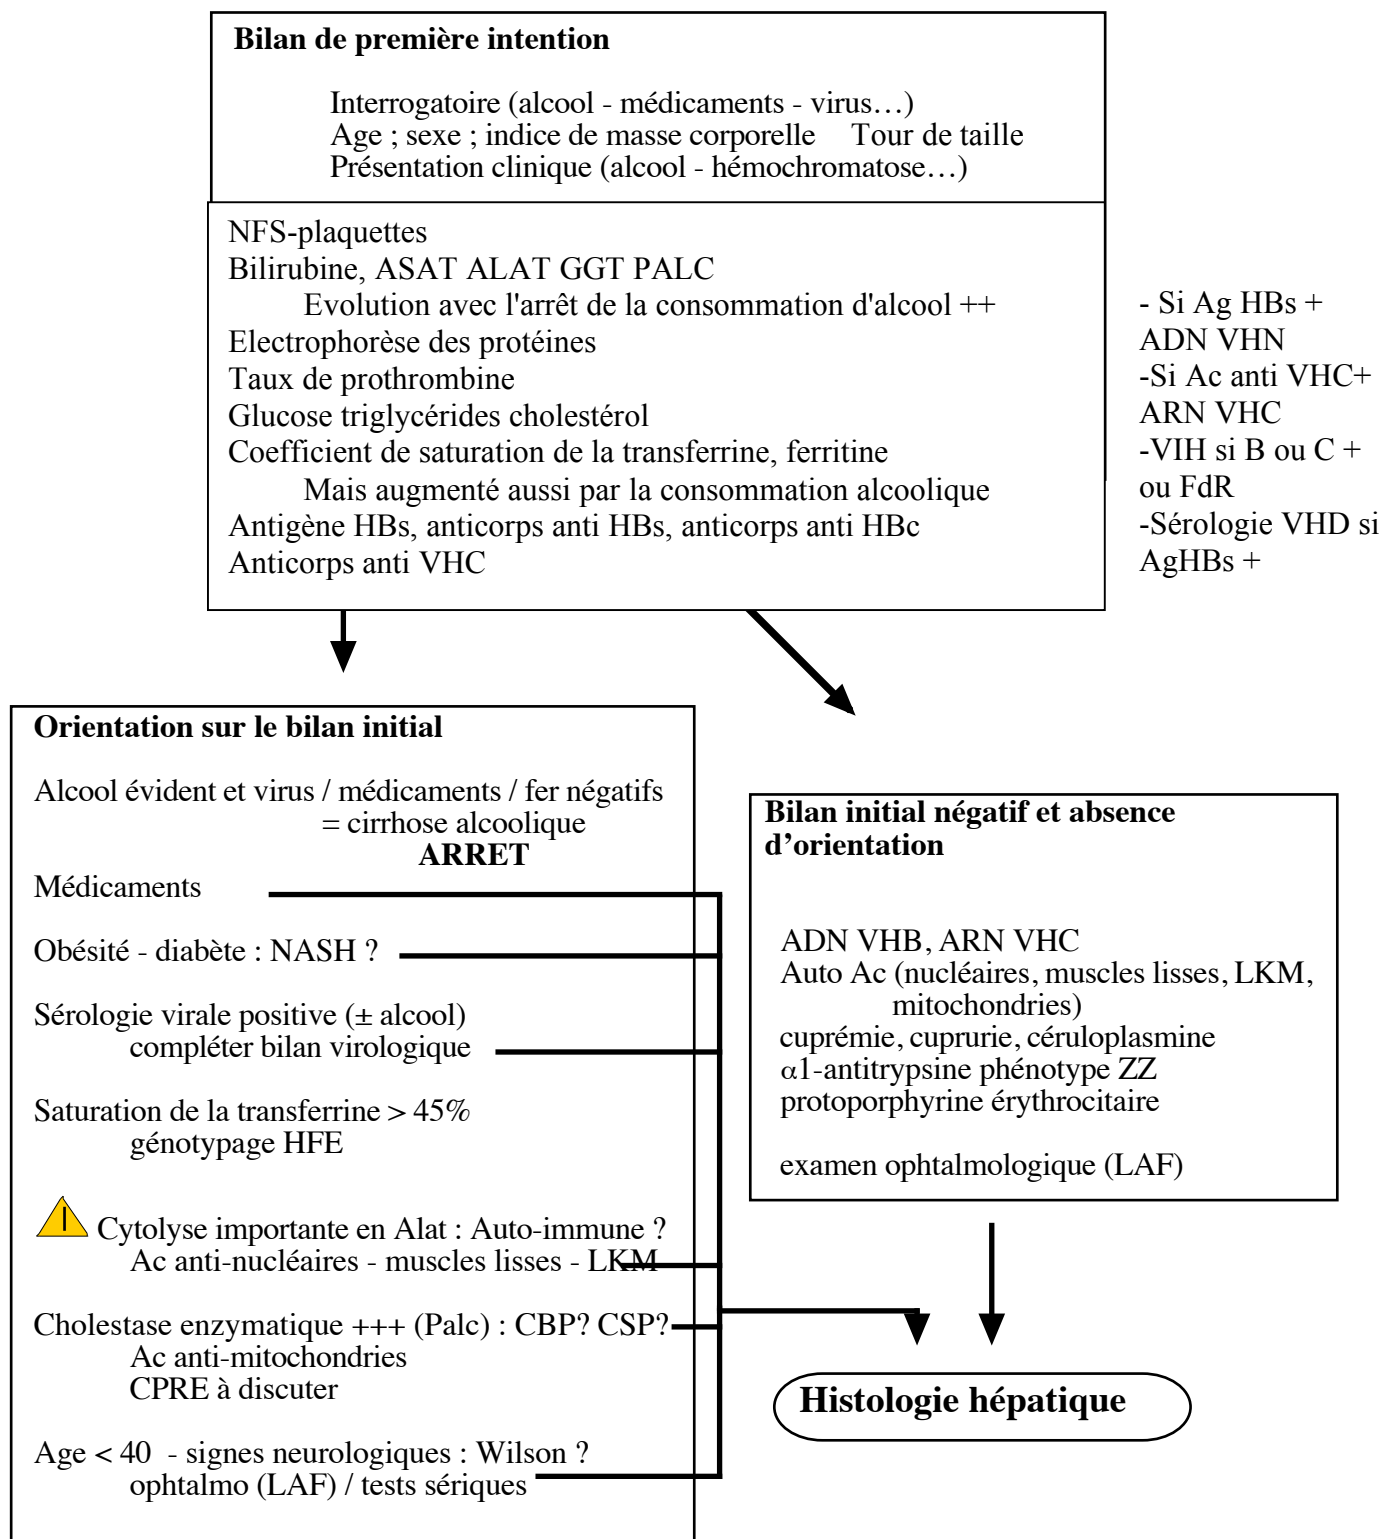 Bilan de première intention
Interrogatoire (alcool - médicaments - virus…)
Age ; sexe ; indice de masse corporelle Tour de taille
Présentation clinique (alcool - hémochromatose…)
NFS-plaquettes
Bilirubine, ASAT ALAT GGT PALC
Evolution avec l'arrêt de la consommation d'alcool ++
Electrophorèse des protéines
Taux de prothrombine
Glucose triglycérides cholestérol
Coefficient de saturation de la transferrine, ferritine
Mais augmenté aussi par la consommation alcoolique
Antigène HBs, anticorps anti HBs, anticorps anti HBc
Anticorps anti VHC
- Si Ag HBs +
ADN VHN
-Si Ac anti VHC+
ARN VHC
-VIH si B ou C +
ou FdR
-Sérologie VHD si
AgHBs +
Orientation sur le bilan initial
Alcool évident et virus / médicaments / fer négatifs
= cirrhose alcoolique
ARRET
Médicaments
Obésité - diabète : NASH ?
Sérologie virale positive (± alcool)
compléter bilan virologique
Saturation de la transferrine > 45%
génotypage HFE
Cytolyse importante en Alat : Auto-immune ?
Ac anti-nucléaires - muscles lisses - LKM
Cholestase enzymatique +++ (Palc) : CBP? CSP?
Ac anti-mitochondries
CPRE à discuter
Age < 40 - signes neurologiques : Wilson ?
ophtalmo (LAF) / tests sériques
Bilan initial négatif et absence
d’orientation
ADN VHB, ARN VHC
Auto Ac (nucléaires, muscles lisses, LKM,
mitochondries)
cuprémie, cuprurie, céruloplasmine
α1-antitrypsine phénotype ZZ
protoporphyrine érythrocitaire
examen ophtalmologique (LAF)
Histologie hépatique